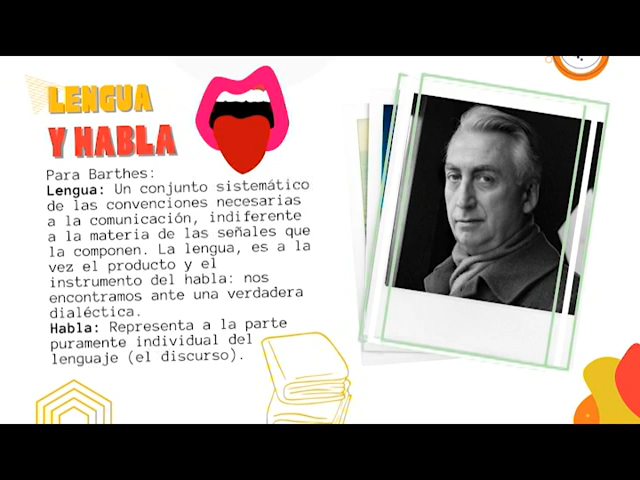 LENGUA
Y HABLA
Para Barthes:
Lengua: Un conjunto sistemático
de las convenciones necesarias
a la comunicación, indiferente
a la materia de las señales que
la componen. La lengua, es a la
vez el producto y el
instrumento del habla: nos
encontramos ante una verdadera
dialéctica.
Habla: Representa a la parte
puramente individual del
lenguaje (el discurso).